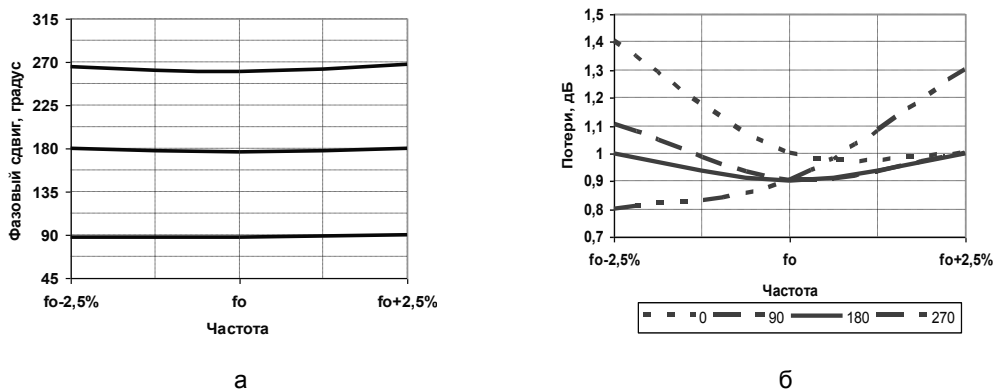 315
270
225
180
135
90
45
Фазовый сдвиг, градус
fo-2,5%
fo
fo+2,5%
Частота
а
1,5
1,4
1,3
1,2
1,1
1
0,9
0,8
0,7
Потери, дБ
fo-2,5%
fo
fo+2,5%
Частота
0 90 180 270
б